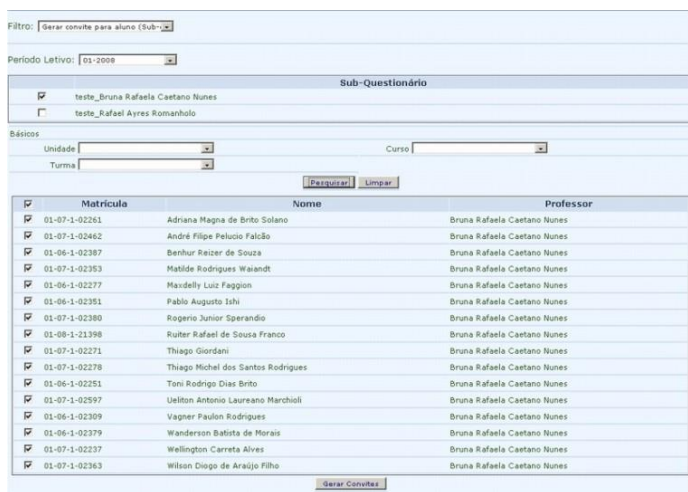 Filtro: Gerar convite para aluno (Sub-
Período Letivo: 01-2008
Sub-Questionário
teste_Bruna Rafaela Caetano Nunes
teste_Rafael Ayres Romanholo
Básicos
Unidade Curso
Turma
Pesquisar Limpar
Matrícula Nome Professor
01-07-1-02261 Adriana Magna de Brito Solano Bruna Rafaela Caetano Nunes
01-07-1-02462 André Filipe Pelucio Falcão Bruna Rafaela Caetano Nunes
01-06-1-02387 Benhur Reizer de Souza Bruna Rafaela Caetano Nunes
01-07-1-02353 Matilde Rodrigues Waiandt Bruna Rafaela Caetano Nunes
01-06-1-02277 Maxdelly Luiz Faggion Bruna Rafaela Caetano Nunes
01-06-1-02351 Pablo Augusto Ishi Bruna Rafaela Caetano Nunes
01-07-1-02380 Rogerio Junior Sperandio Bruna Rafaela Caetano Nunes
01-08-1-21398 Ruiter Rafael de Sousa Franco Bruna Rafaela Caetano Nunes
01-07-1-02271 Thiago Giordani Bruna Rafaela Caetano Nunes
01-07-1-02278 Thiago Michel dos Santos Rodrigues Bruna Rafaela Caetano Nunes
01-06-1-02251 Toni Rodrigo Dias Brito Bruna Rafaela Caetano Nunes
01-07-1-02597 Ueliton Antonio Laureano Marchioli Bruna Rafaela Caetano Nunes
01-06-1-02309 Vagner Paulon Rodrigues Bruna Rafaela Caetano Nunes
01-06-1-02379 Wanderson Batista de Morais Bruna Rafaela Caetano Nunes
01-07-1-02237 Wellington Carreta Alves Bruna Rafaela Caetano Nunes
01-07-1-02363 Wilson Diogo de Araújo Filho Bruna Rafaela Caetano Nunes
Gerar Convites